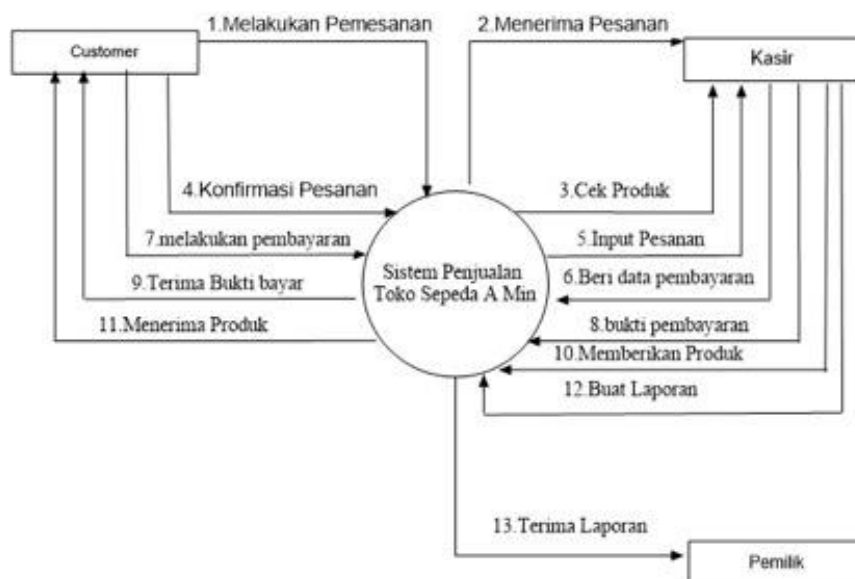 1.Melakukan Pemesanan
2.Menerima Pesanan
Customer
Kasir
4.Konfirmasi Pesanan
3.Cek Produk
7.melakukan pembayaran
5.Input Pesanan
Sistem Penjualan
Toko Sepeda A Min
9.Terima Bukti bayar
6.Beri data pembayaran
11.Menerima Produk
8.bukti pembayaran
10.Memberikan Produk
12.Buat Laporan
13.Terima Laporan
Pemilik